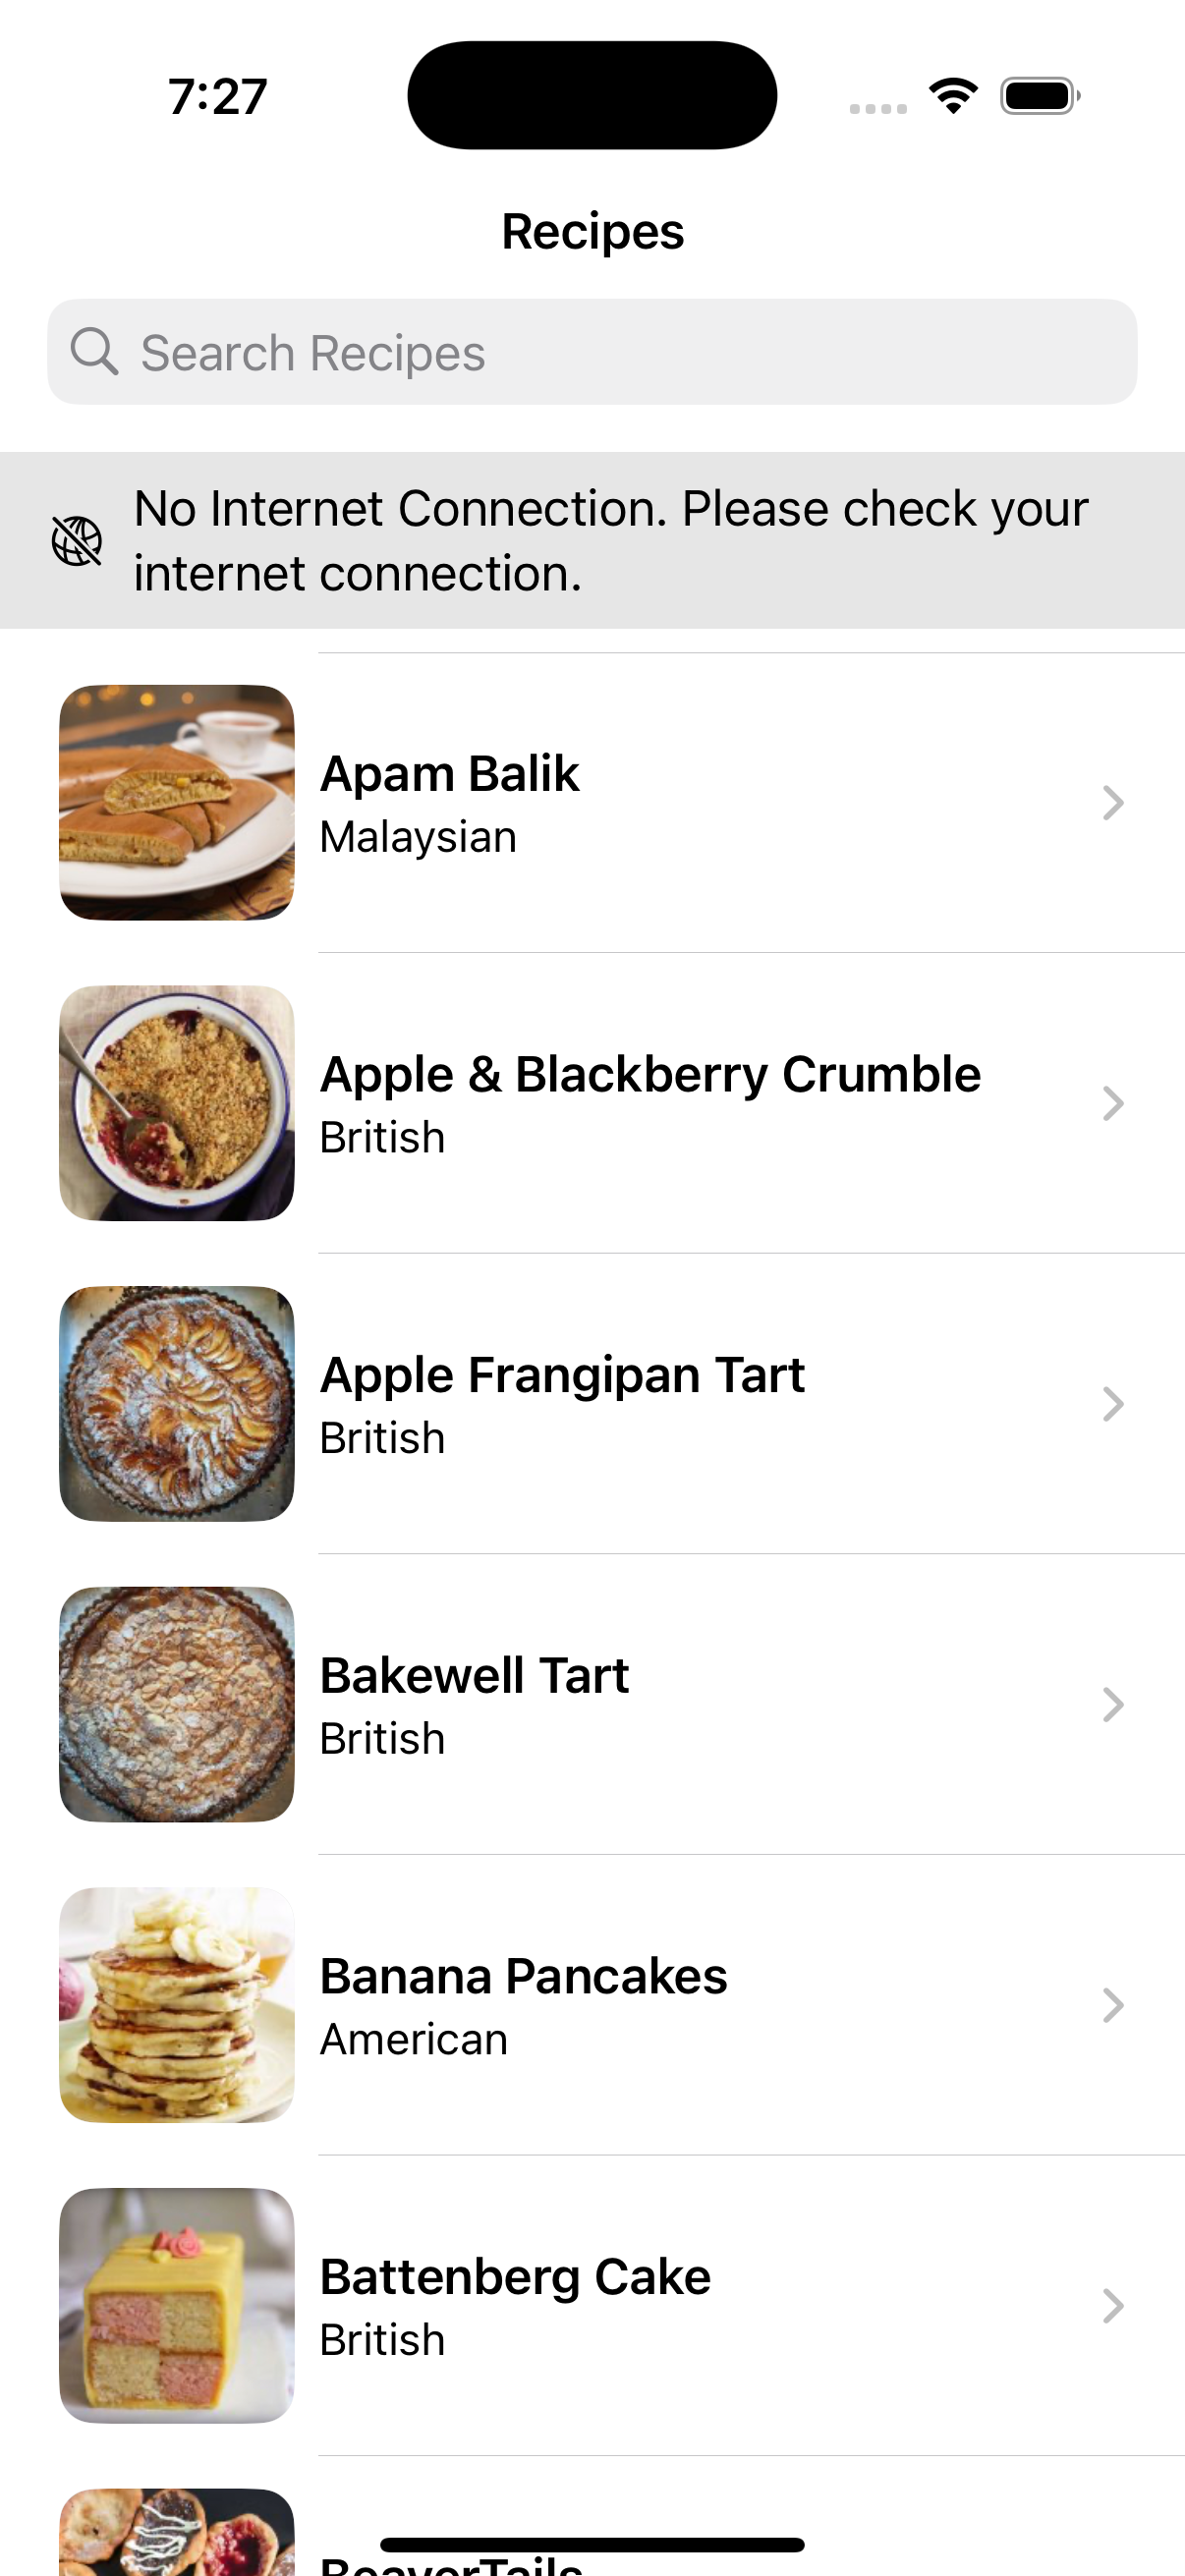 7:27
Recipes
Search Recipes
No Internet Connection. Please check your
internet connection.
Apam Balik
Malaysian
Apple & Blackberry Crumble
British
Apple Frangipan Tart
British
Bakewell Tart
British
Banana Pancakes
American
Battenberg Cake
British
BeaverTails